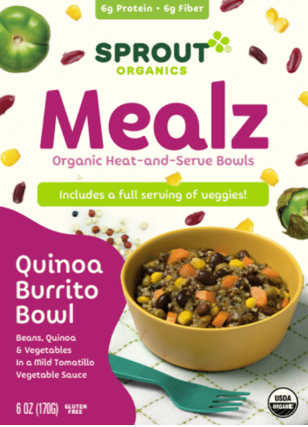 6g Protein • 6g Fiber
SPROUT®
ORGANICS
Mealz
Organic Heat-and-Serve Bowls
Includes a full serving of veggies!
Quinoa
Burrito
Bowl
Beans, Quinoa
& Vegetables
In a Mild Tomatillo
Vegetable Sauce
6 OZ (170G)
GLUTEN
FREE
USDA
ORGANIC